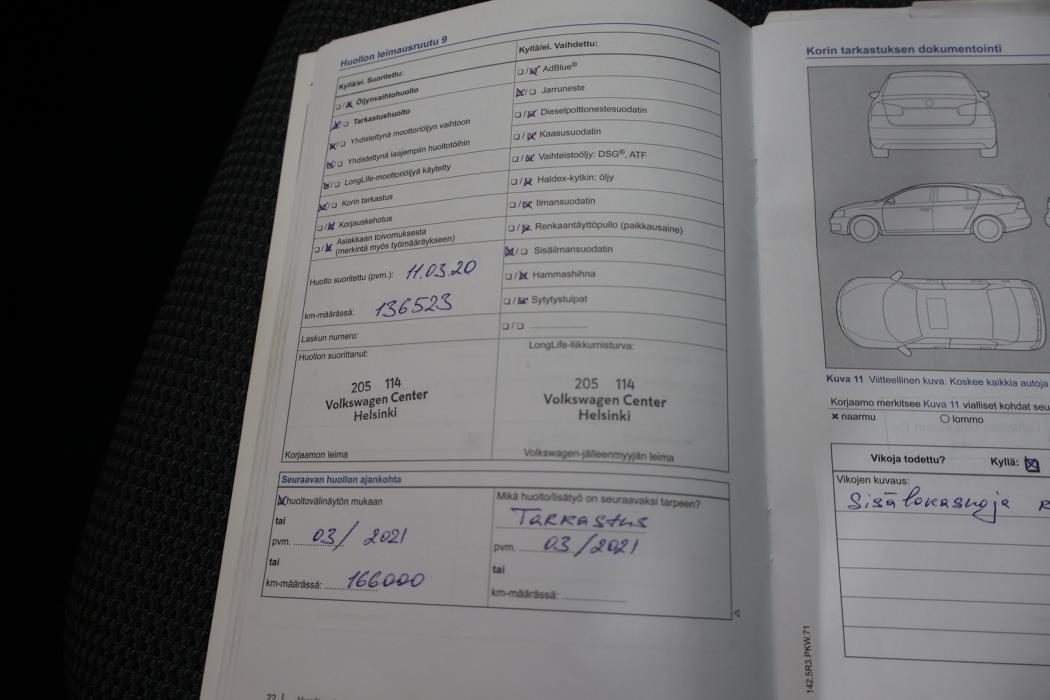 Huollon leimausruutu 9
Kyllä/ei. Suoritettu:
Öljynvaihtohuolto
Tarkastushuolto
Yhdistettynä moottoriöljyn vaihtoon
Yhdistettynä laajempiin huoltotöihin
LongLife-moottoriöljyä käytetty
Korin tarkastus
Korjauskehotus
Asiakkaan toivomuksesta
(merkintä myös työmääräykseen)
Huolto suoritettu (pvm.): 11.03.20
km-määrässä: 136523
Laskun numero:
Huollon suorittanut:
205 114
Volkswagen Center
Helsinki
Korjaamon leima
Kyllä/ei. Vaihdettu:
AdBlue®
Jarruneste
Dieselpolttonestesuodatin
Kaasusuodatin
Vaihteistoöljy: DSG®, ATF
Haldex-kytkin: öljy
Ilmansuodatin
Renkaantäyttöpullo (paikkausaine)
Sisäilmansuodatin
Hammashihna
Sytytystulpat
LongLife-liikkumisturva:
205 114
Volkswagen Center
Helsinki
Volkswagen-jälleenmyyjän leima
Seuraavan huollon ajankohta
huoltovälinäytön mukaan
tai
pvm. 03/ 2021
tai
km-määrässä: 166000
Mikä huolto/lisätyö on seuraavaksi tarpeen?
Tarkastus
pvm. 03/2021
tai
km-määrässä:
22
Korin tarkastuksen dokumentointi
Kuva 11 Viitteellinen kuva. Koskee kaikkia autoja
Korjaamo merkitsee Kuva 11 vialliset kohdat seu
× naarmu
○ lommo
Vikoja todettu? Kyllä:
Vikojen kuvaus:
Sisälokasuoja
142.5R3.PKW.71